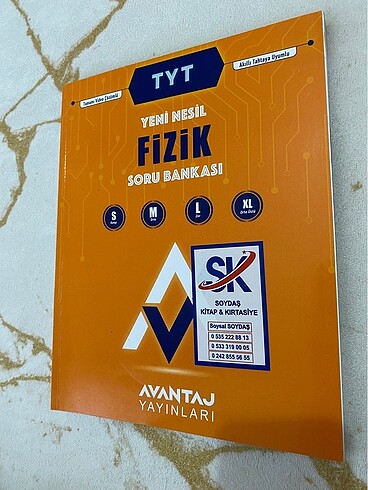 TYT
Tamamı Video Çözümlü
Akıllı Tahtaya Uyumlu
YENİ NESİL
FİZİK
SORU BANKASI
S
M
L
XL
Orta Üstü
SK
SOYDAŞ
KİTAP & KIRTASİYE
Soysal SOYDAŞ
0 535 222 88 13
0 533 319 00 05
0 242 855 56 55
AVANTAJ
YAYINLARI